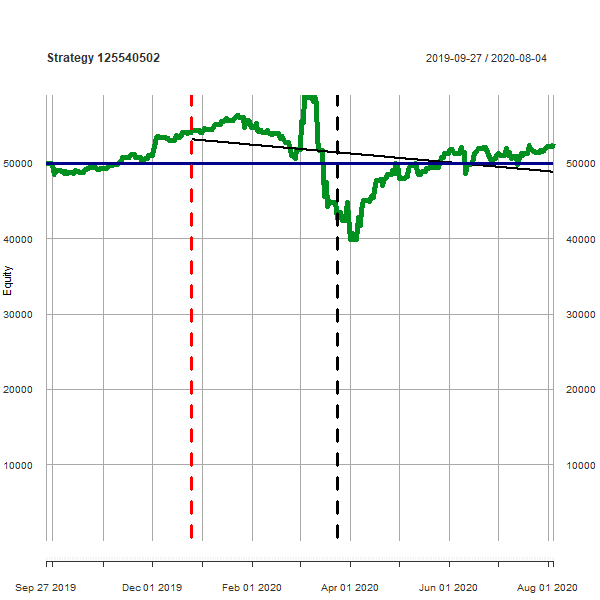 Strategy 125540502
2019-09-27 / 2020-08-04
50000
50000
40000
40000
Equity
30000
30000
20000
20000
10000
10000
Sep 27 2019
Dec 01 2019
Feb 01 2020
Apr 01 2020
Jun 01 2020
Aug 01 2020